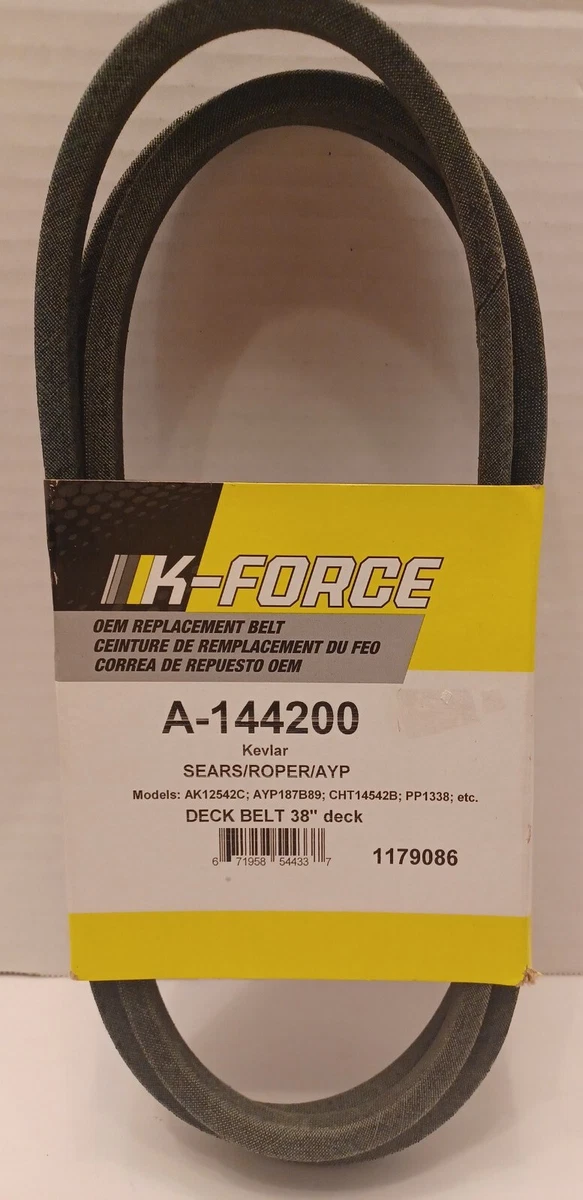 K-FORCE
OEM REPLACEMENT BELT
CEINTURE DE REMPLACEMENT DU FEO
CORREA DE REPUESTO OEM
A-144200
Kevlar
SEARS/ROPER/AYP
Models: AK12542C; AYP187B89; CHT14542B; PP1338; etc.
DECK BELT 38" deck
6 71958 54433 7
1179086